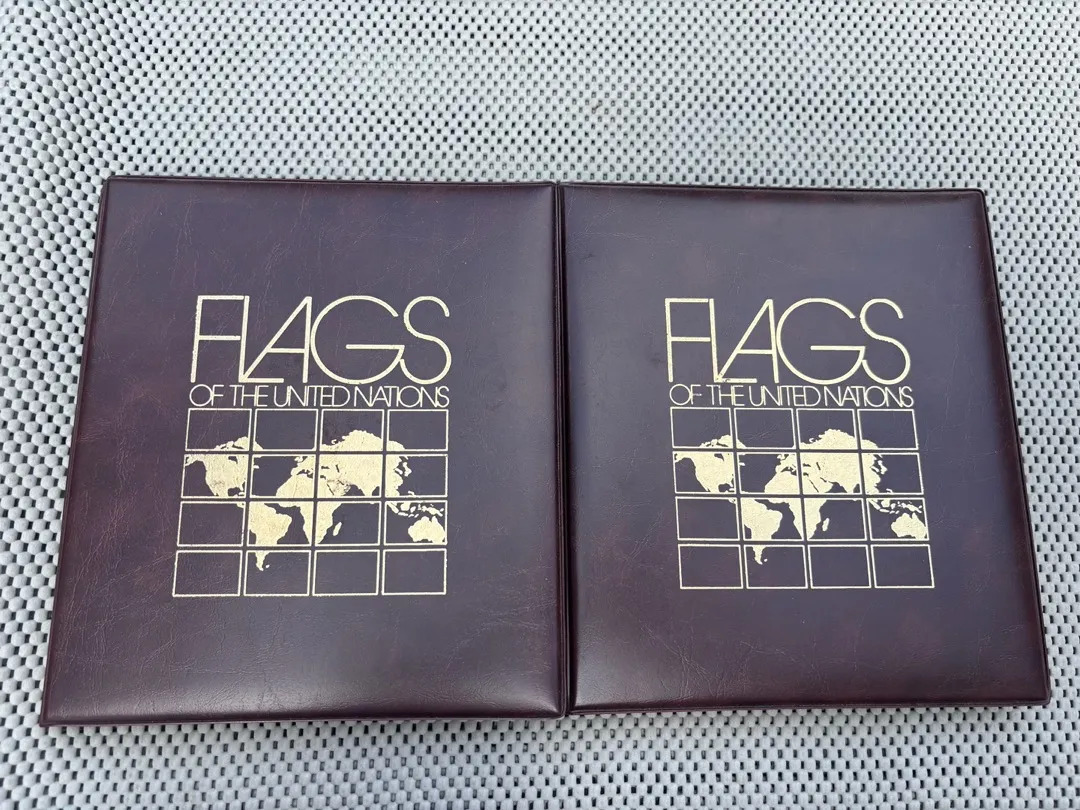 FLAGS
OF THE UNITED NATIONS
FLAGS
OF THE UNITED NATIONS